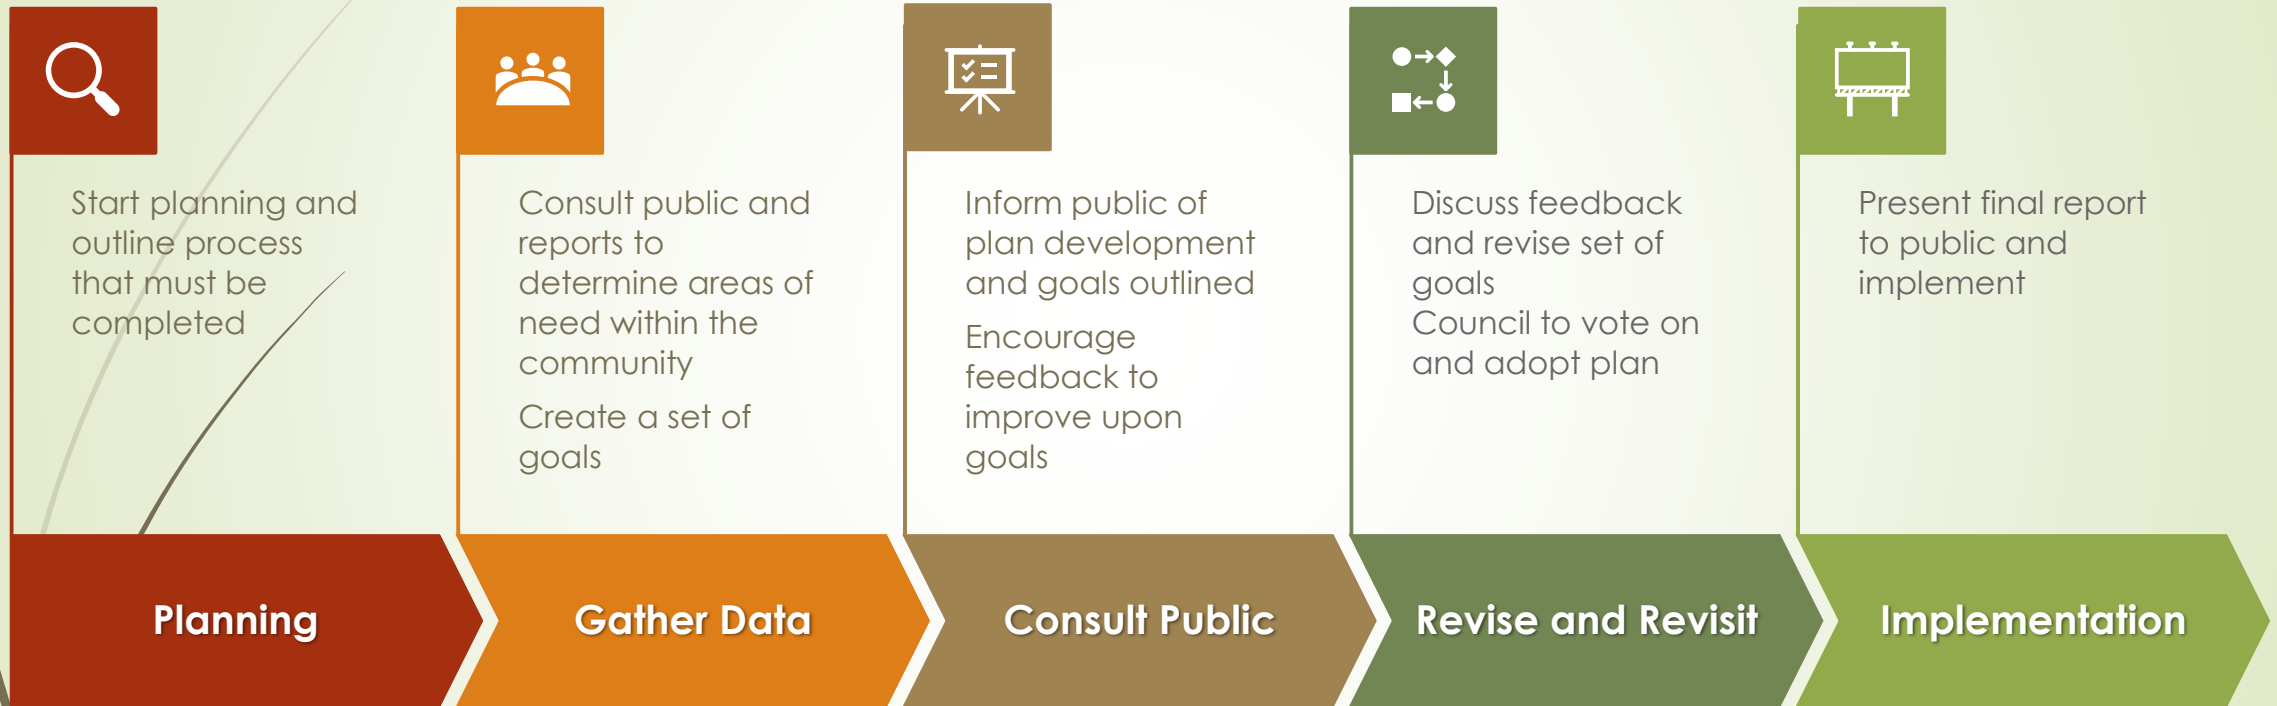 Start planning and
outline process
that must be
completed
Planning
Consult public and
reports to
determine areas of
need within the
community
Create a set of
goals
Gather Data
Inform public of
plan development
and goals outlined
Encourage
feedback to
improve upon
goals
Consult Public
Discuss feedback
and revise set of
goals
Council to vote on
and adopt plan
Revise and Revisit
Present final report
to public and
implement
Implementation